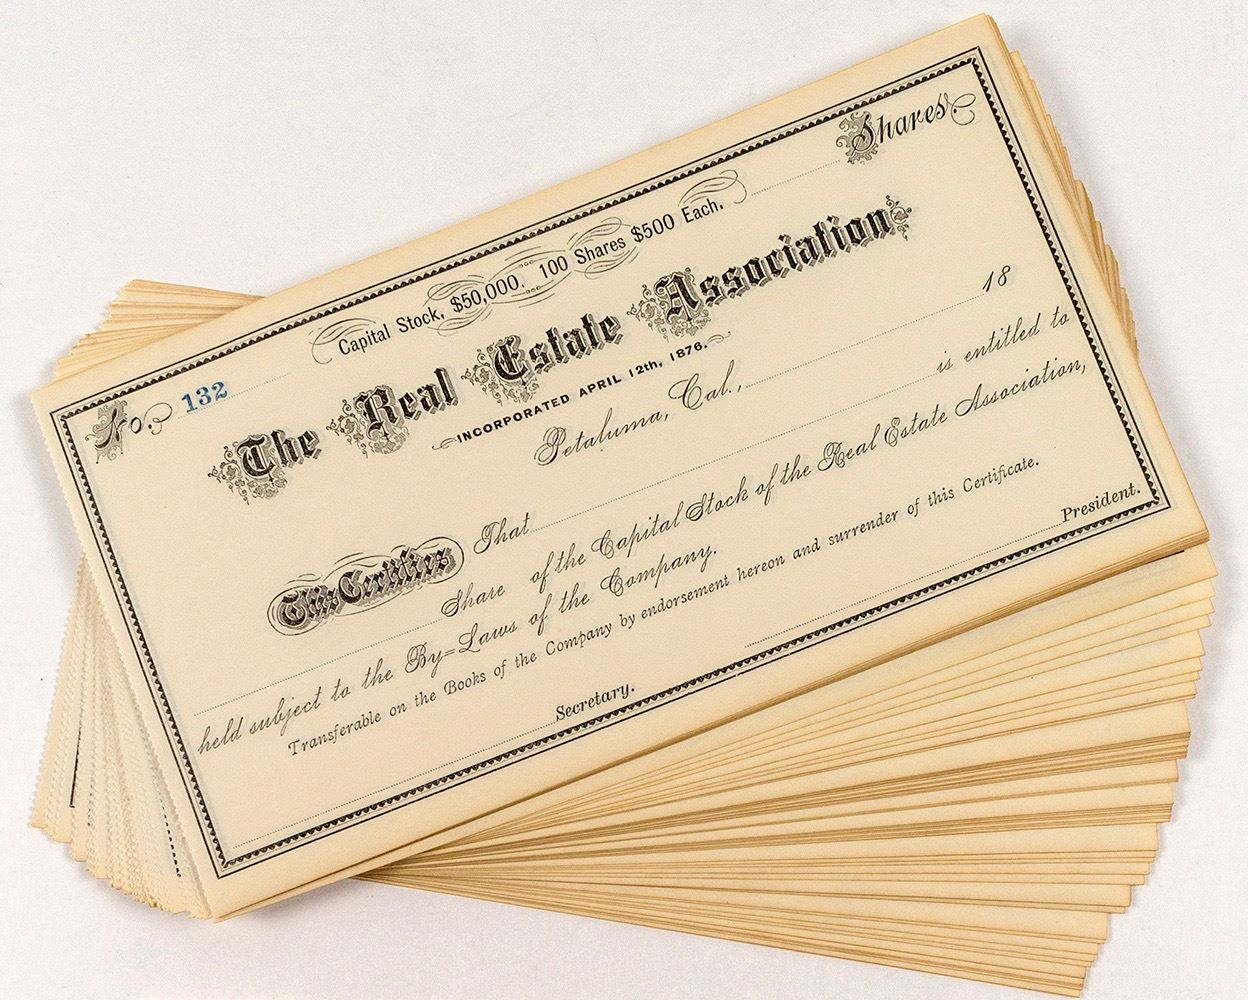 Capital Stock, $50,000. 100 Shares $500 Each.
No. 132 Shares.
The Real Estate Association
INCORPORATED APRIL 12th, 1876.
Petaluma, Cal., 18
This Certifies That is entitled to
Share of the Capital Stock of the Real Estate Association,
held subject to the By=Laws of the Company.
Transferable on the Books of the Company by endorsement hereon and surrender of this Certificate.
Secretary. President.